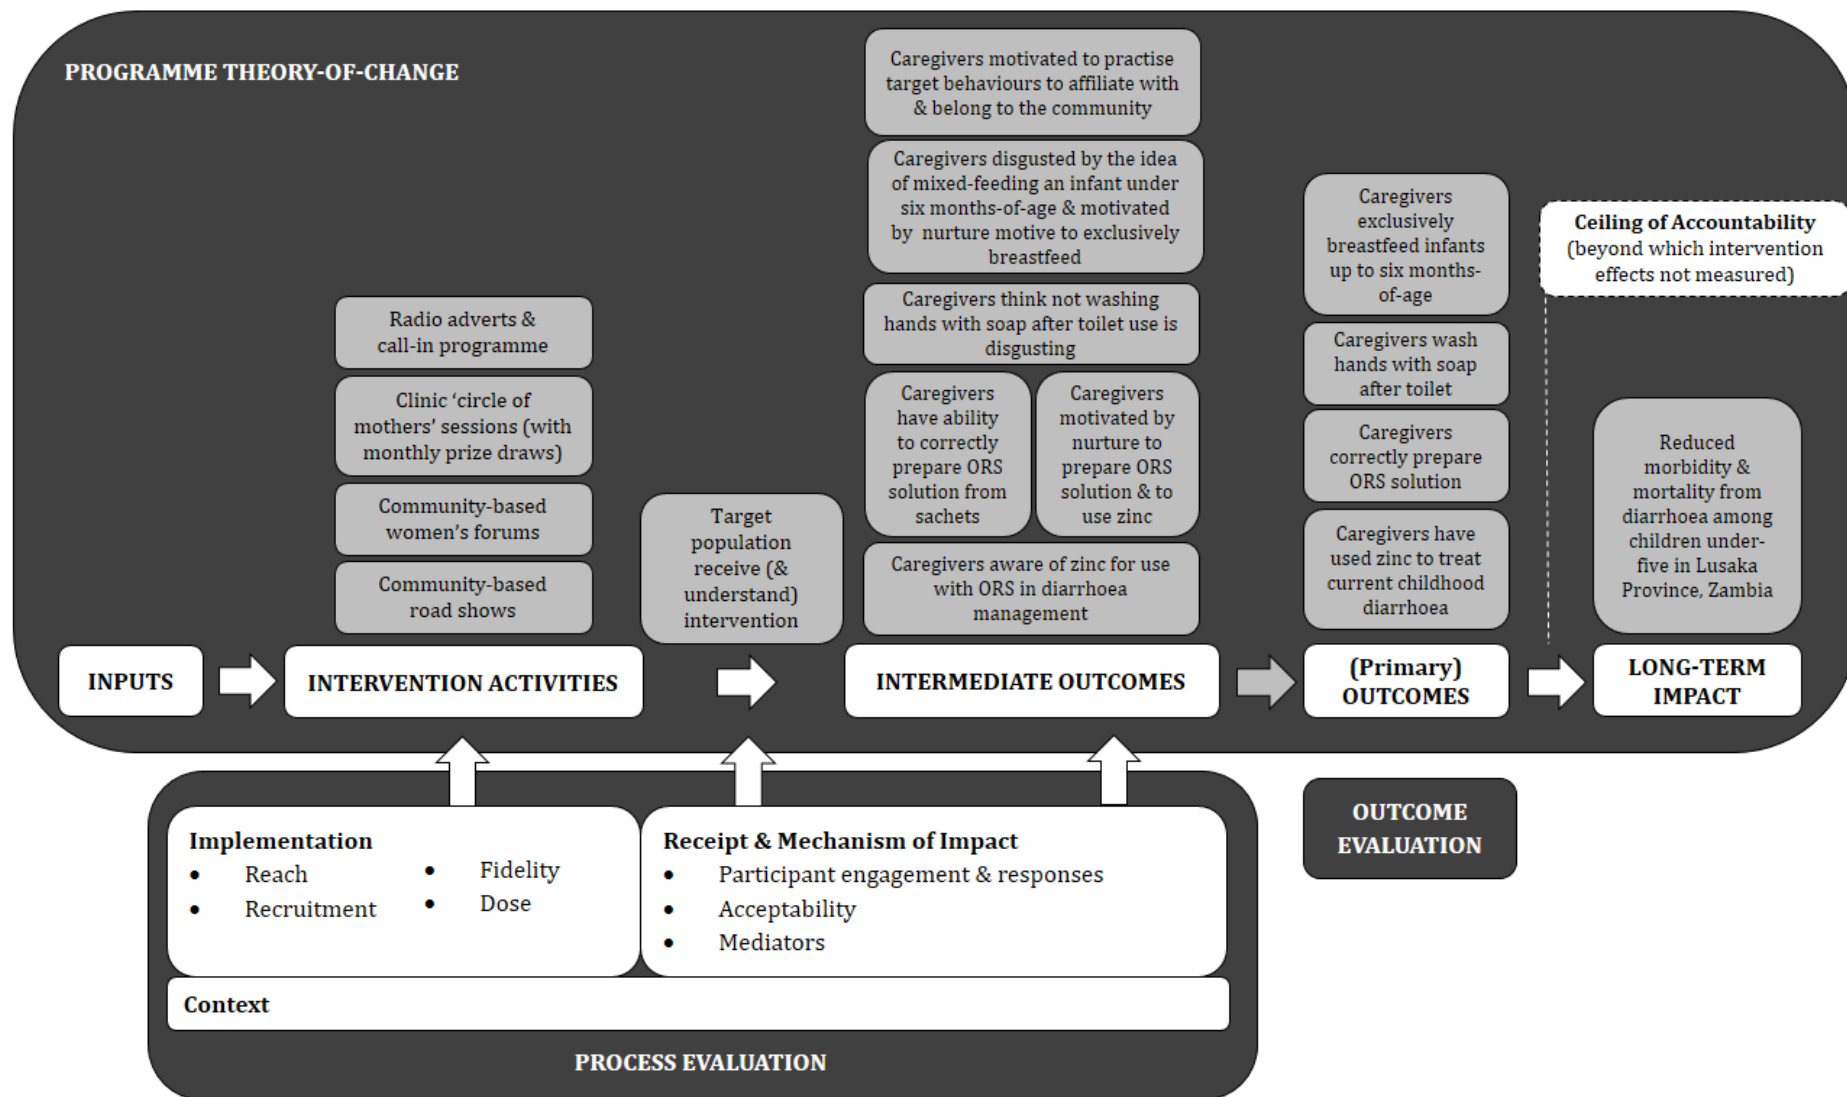 PROGRAMME THEORY-OF-CHANGE
Radio adverts &
call-in programme
Clinic ‘circle of
mothers’ sessions (with
monthly prize draws)
Community-based
women’s forums
Community-based
road shows
Target
population
receive (&
understand)
intervention
Caregivers motivated to practise
target behaviours to affiliate with
& belong to the community
Caregivers disgusted by the idea
of mixed-feeding an infant under
six months-of-age & motivated
by nurture motive to exclusively
breastfeed
Caregivers think not washing
hands with soap after toilet use is
disgusting
Caregivers
have ability
to correctly
prepare ORS
solution from
sachets
Caregivers
motivated by
nurture to
prepare ORS
solution & to
use zinc
Caregivers aware of zinc for use
with ORS in diarrhoea
management
Caregivers
exclusively
breastfeed infants
up to six months-
of-age
Caregivers wash
hands with soap
after toilet
Caregivers
correctly prepare
ORS solution
Caregivers have
used zinc to treat
current childhood
diarrhoea
Ceiling of Accountability
(beyond which intervention
effects not measured)
Reduced
morbidity &
mortality from
diarrhoea among
children under-
five in Lusaka
Province, Zambia
INPUTS
INTERVENTION ACTIVITIES
INTERMEDIATE OUTCOMES
(Primary)
OUTCOMES
LONG-TERM
IMPACT
Implementation
• Reach
• Recruitment
• Fidelity
• Dose
Receipt & Mechanism of Impact
• Participant engagement & responses
• Acceptability
• Mediators
Context
PROCESS EVALUATION
OUTCOME
EVALUATION